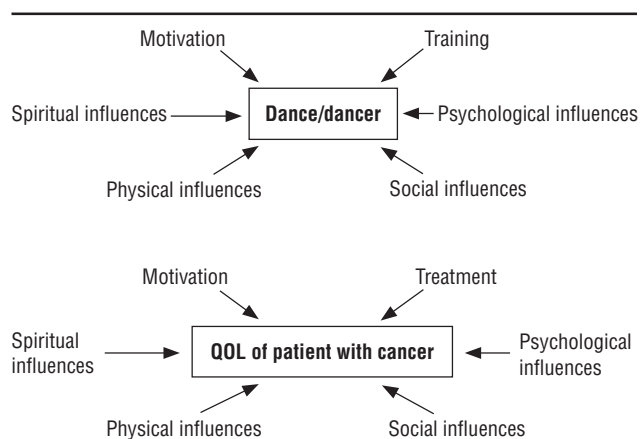 Motivation Training
Spiritual influences Dance/dancer Psychological influences
Physical influences Social influences
Motivation Treatment
Spiritual
influences
QOL of patient with cancer
Psychological
influences
Physical influences Social influences